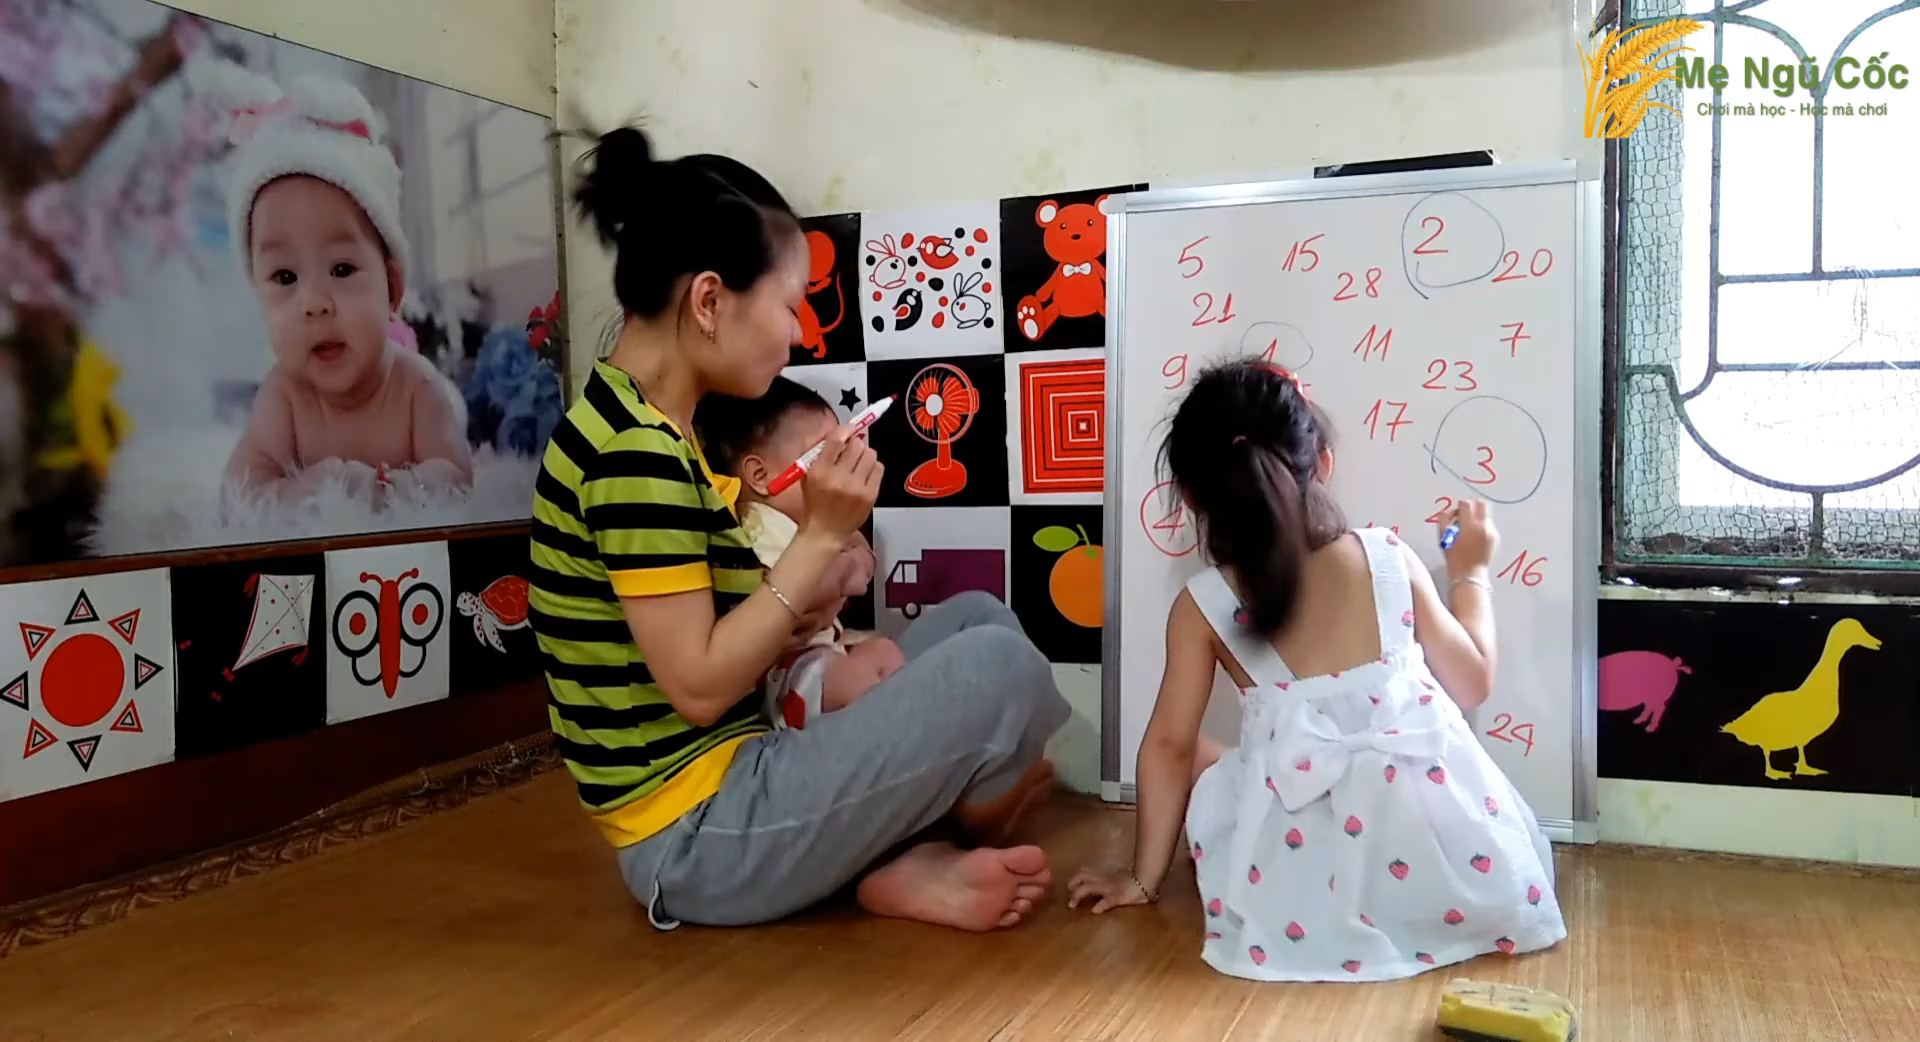 Mẹ Ngũ Cốc
Chơi mà học - Học mà chơi
5 15 28 2 20
21
9 1 11 23 7
17 3
4
16
24